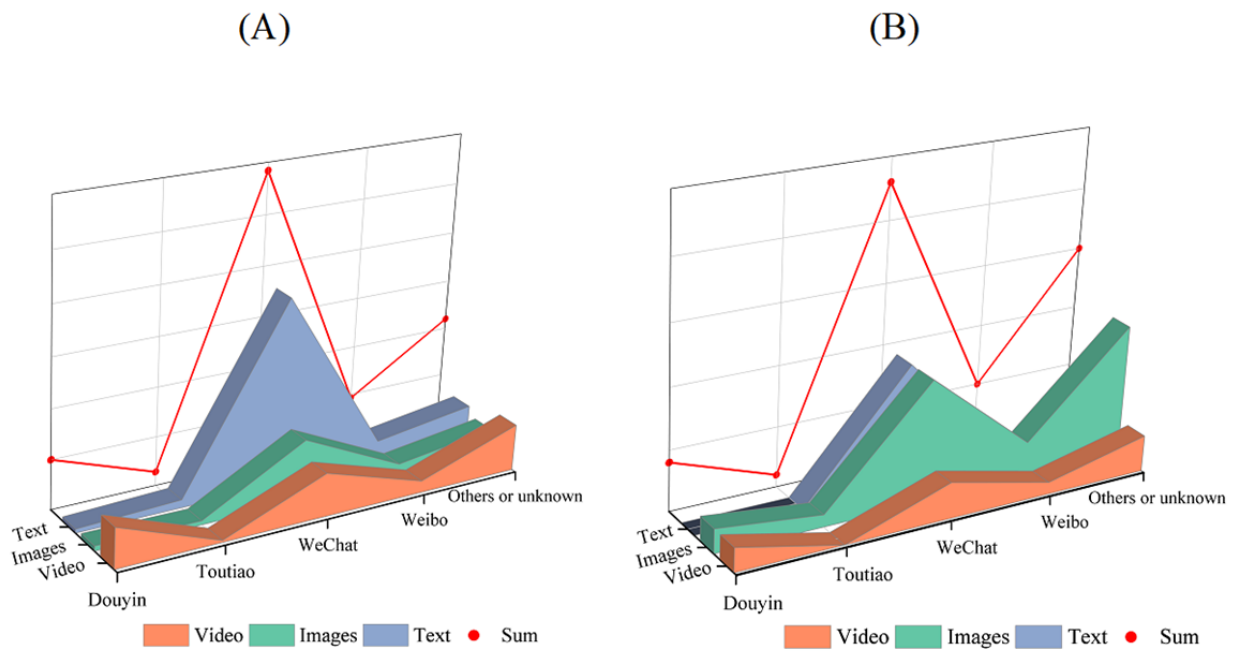 (A)
Text
Images
Video
Douyin
Toutiao
WeChat
Weibo
Others or unknown
Video Images Text Sum
(B)
Text
Images
Video
Douyin
Toutiao
WeChat
Weibo
Others or unknown
Video Images Text Sum